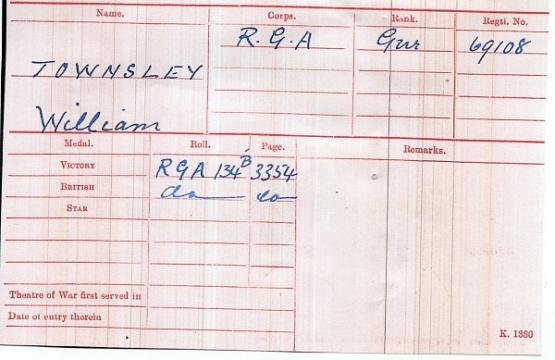 Name. Corps. Rank. Regtl. No.
R.G.A Gnr 69108
TOWNSLEY
William
Medal. Roll. Page. Remarks.
VICTORY RGA 134B 3354
BRITISH do do
STAR
Theatre of War first served in
Date of entry therein
K. 1380